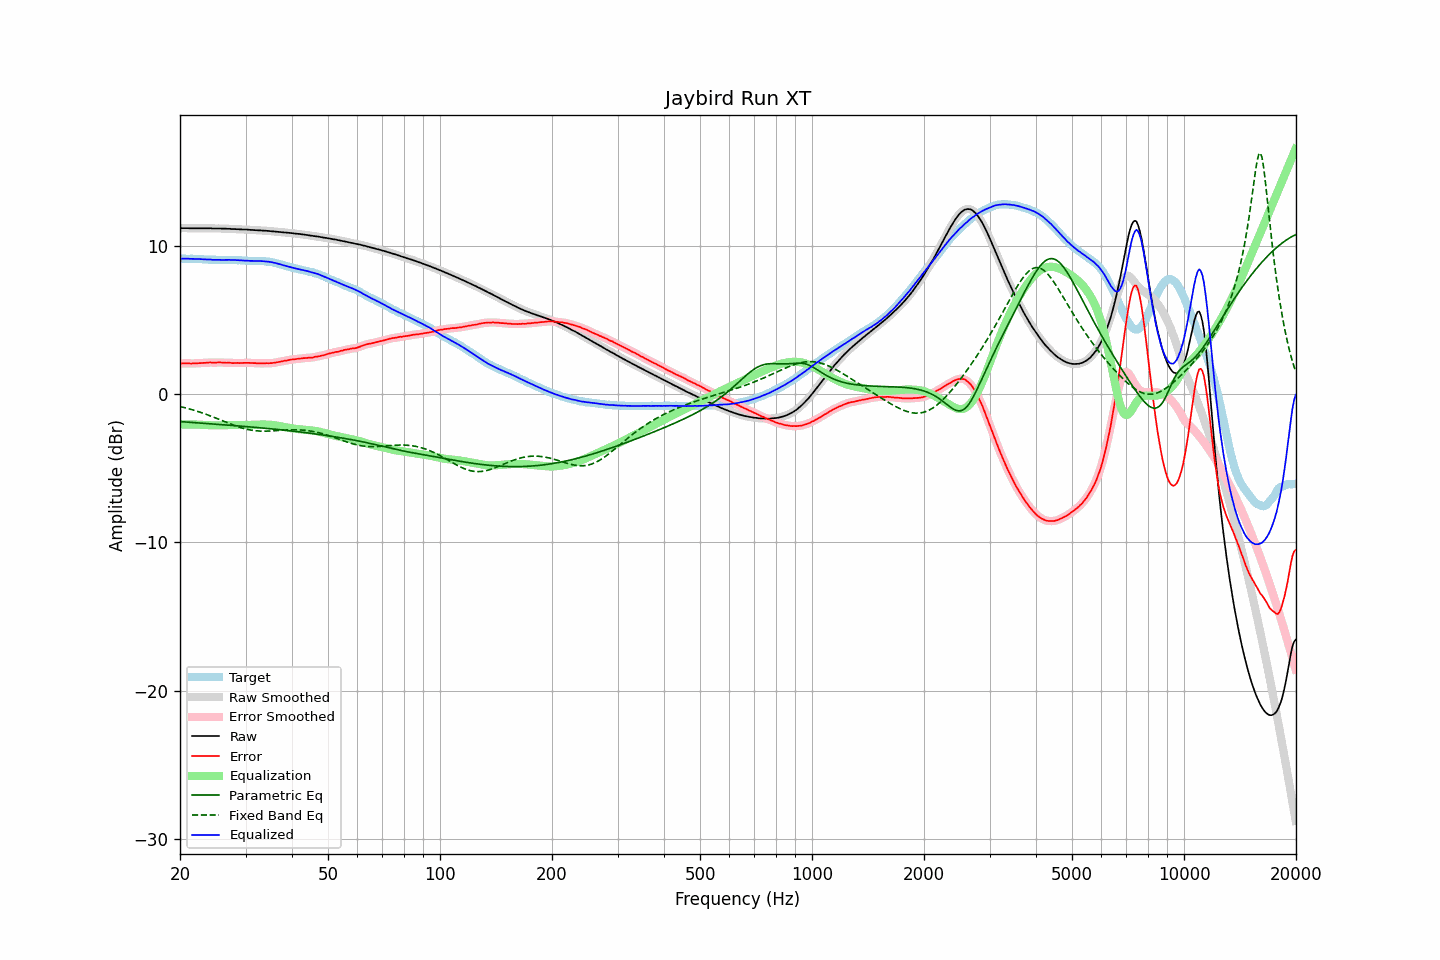 Jaybird Run XT
10
0
−10
−20
−30
Amplitude (dBr)
Target
Raw Smoothed
Error Smoothed
Raw
Error
Equalization
Parametric Eq
Fixed Band Eq
Equalized
20 50 100 200 500 1000 2000 5000 10000 20000
Frequency (Hz)